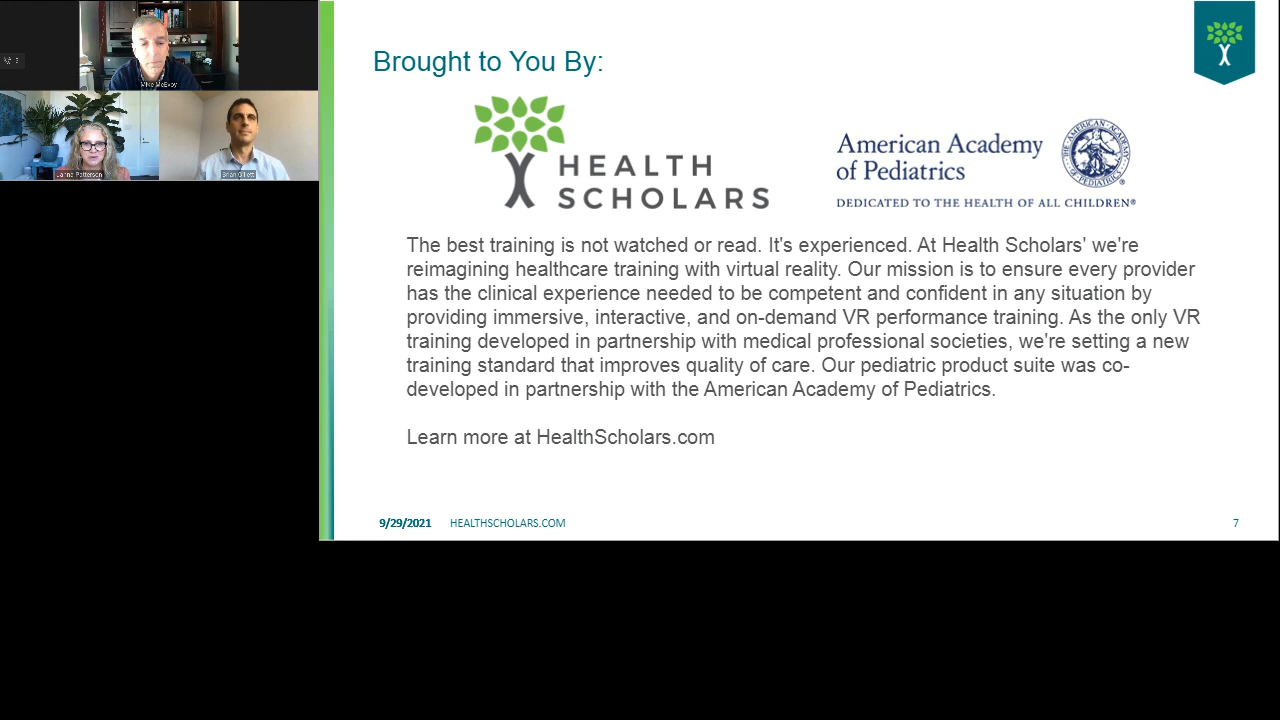 Mike McEvoy
Lanna Patterson
Brian Gillett
Brought to You By:
HEALTH
SCHOLARS
American Academy
of Pediatrics
DEDICATED TO THE HEALTH OF ALL CHILDREN®
The best training is not watched or read. It's experienced. At Health Scholars' we're
reimagining healthcare training with virtual reality. Our mission is to ensure every provider
has the clinical experience needed to be competent and confident in any situation by
providing immersive, interactive, and on-demand VR performance training. As the only VR
training developed in partnership with medical professional societies, we're setting a new
training standard that improves quality of care. Our pediatric product suite was co-
developed in partnership with the American Academy of Pediatrics.
Learn more at HealthScholars.com
9/29/2021 HEALTHSCHOLARS.COM 7